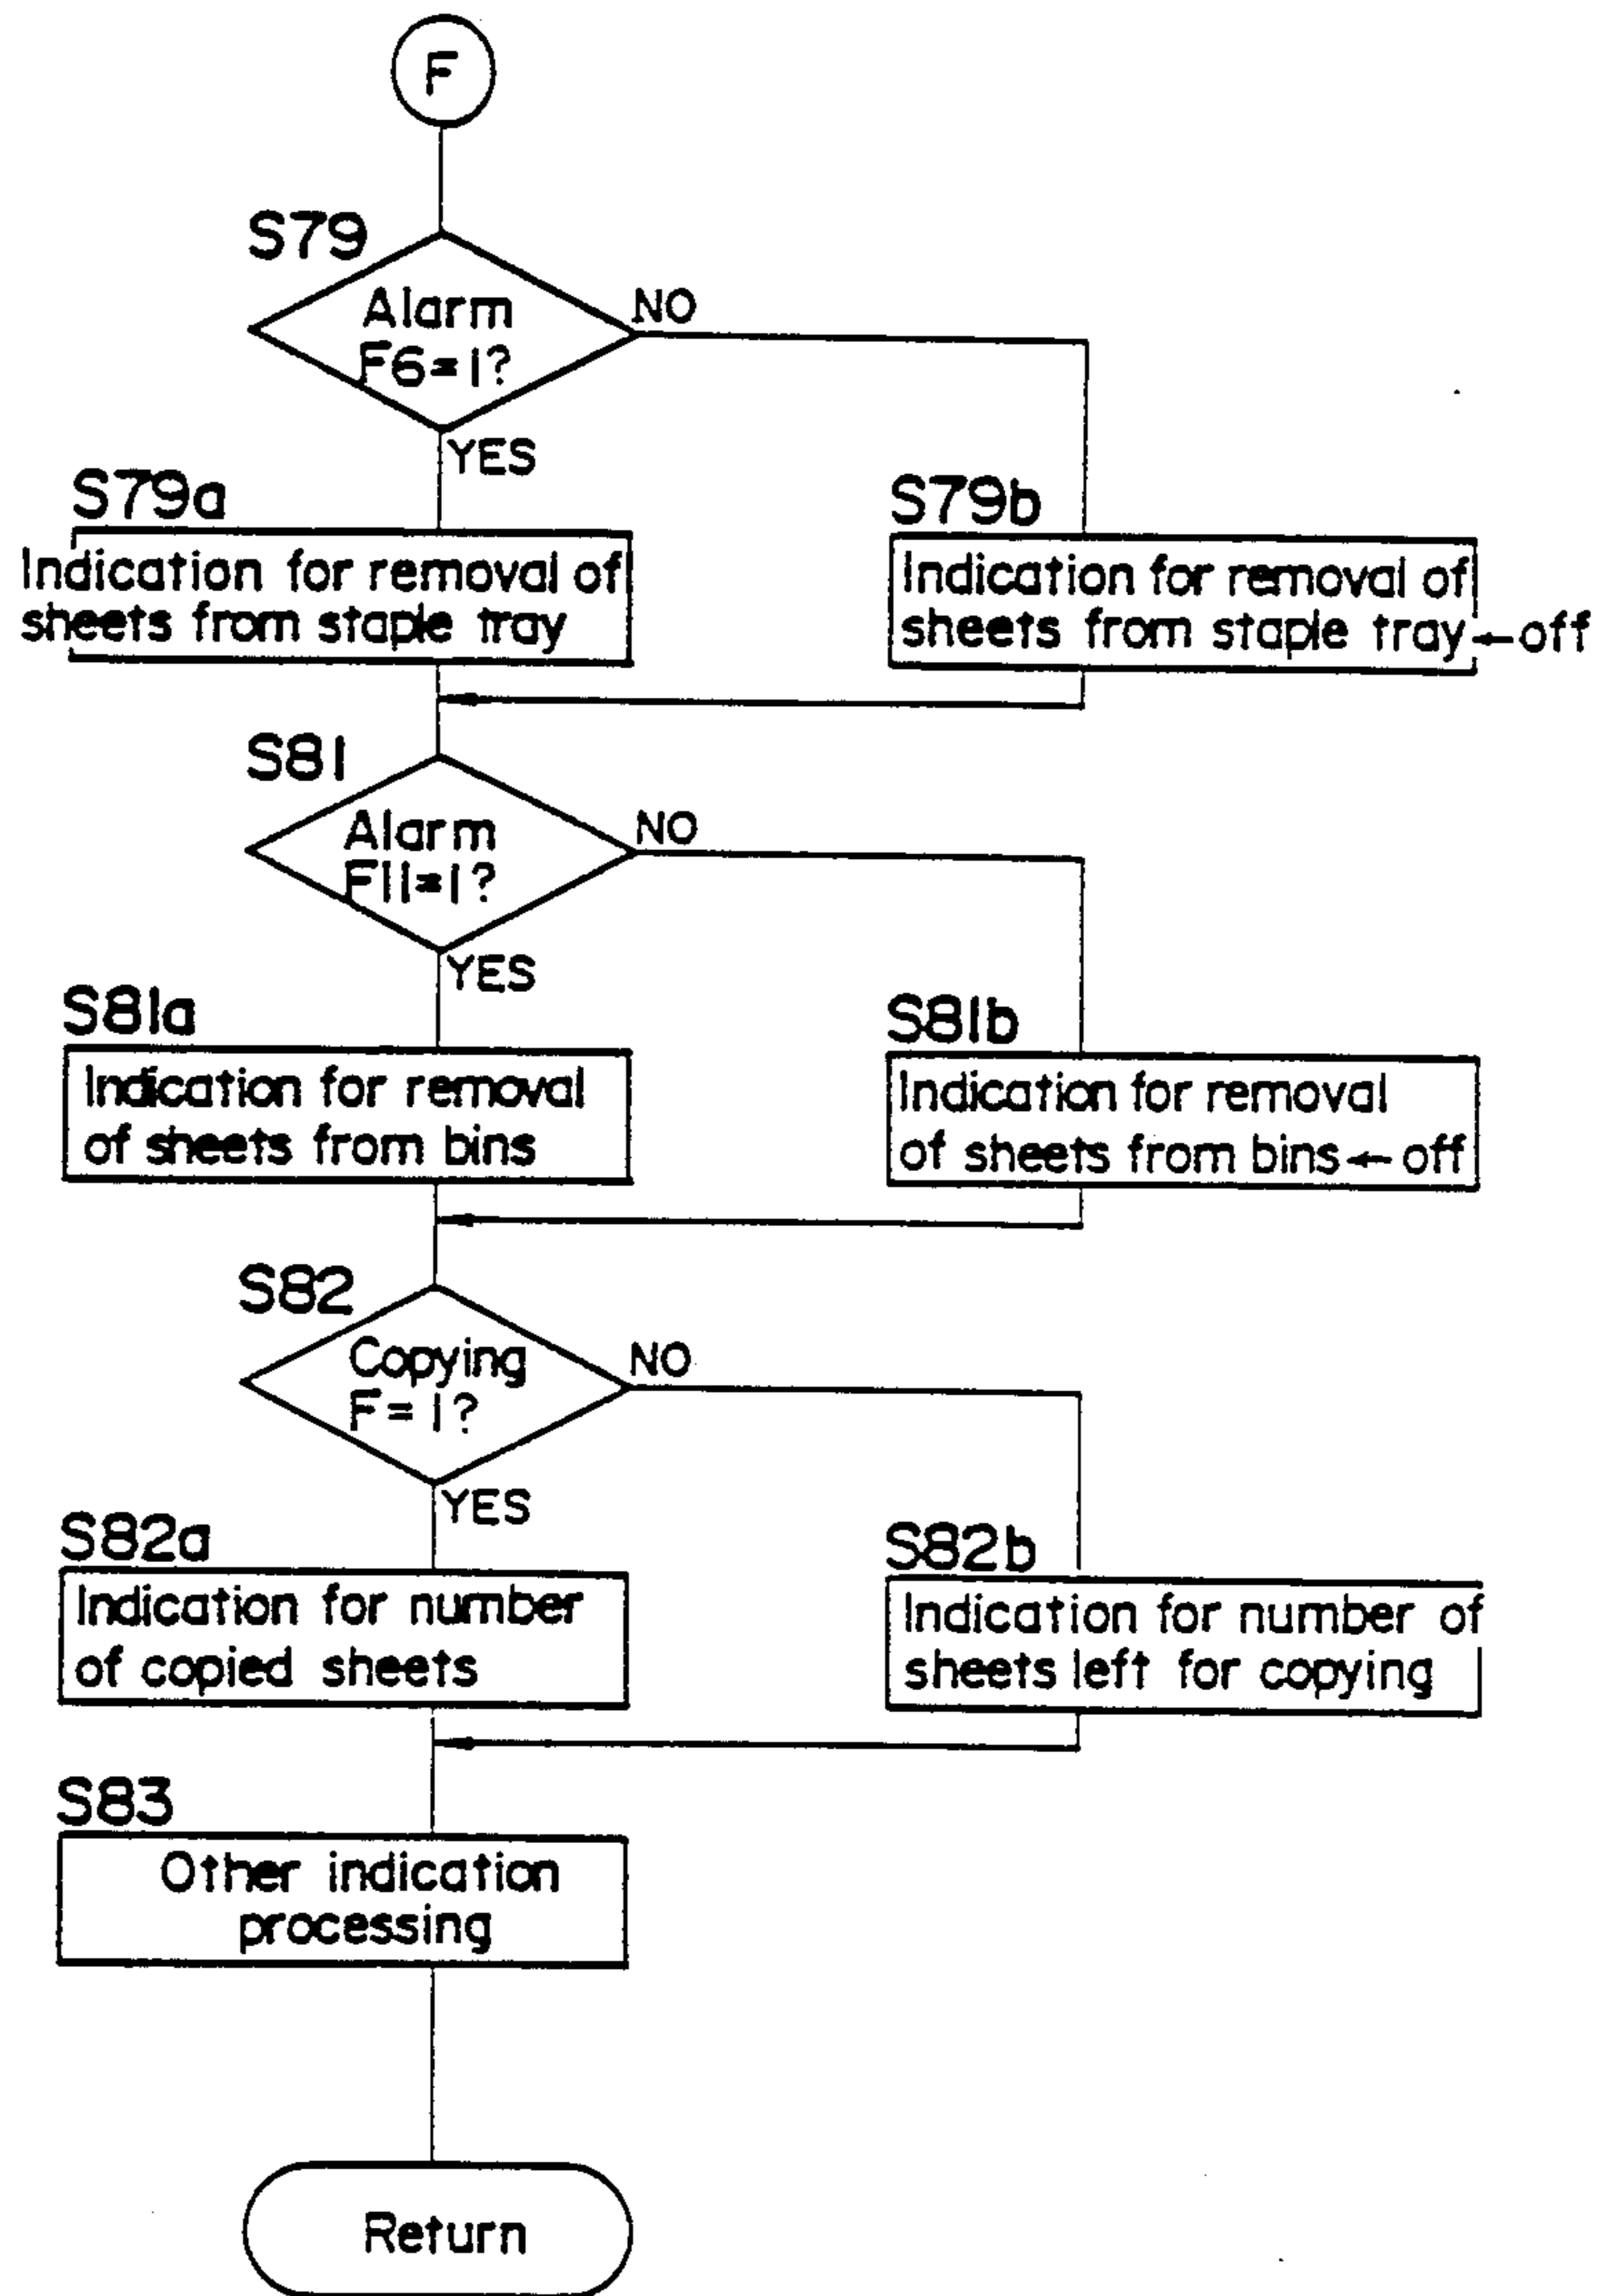 F
S79
Alarm
F6=1?
NO
YES
S79a
Indication for removal of
sheets from staple tray
S79b
Indication for removal of
sheets from staple tray←off
S81
Alarm
F11=1?
NO
YES
S81a
Indication for removal
of sheets from bins
S81b
Indication for removal
of sheets from bins←off
S82
Copying
F=1?
NO
YES
S82a
Indication for number
of copied sheets
S82b
Indication for number of
sheets left for copying
S83
Other indication
processing
Return